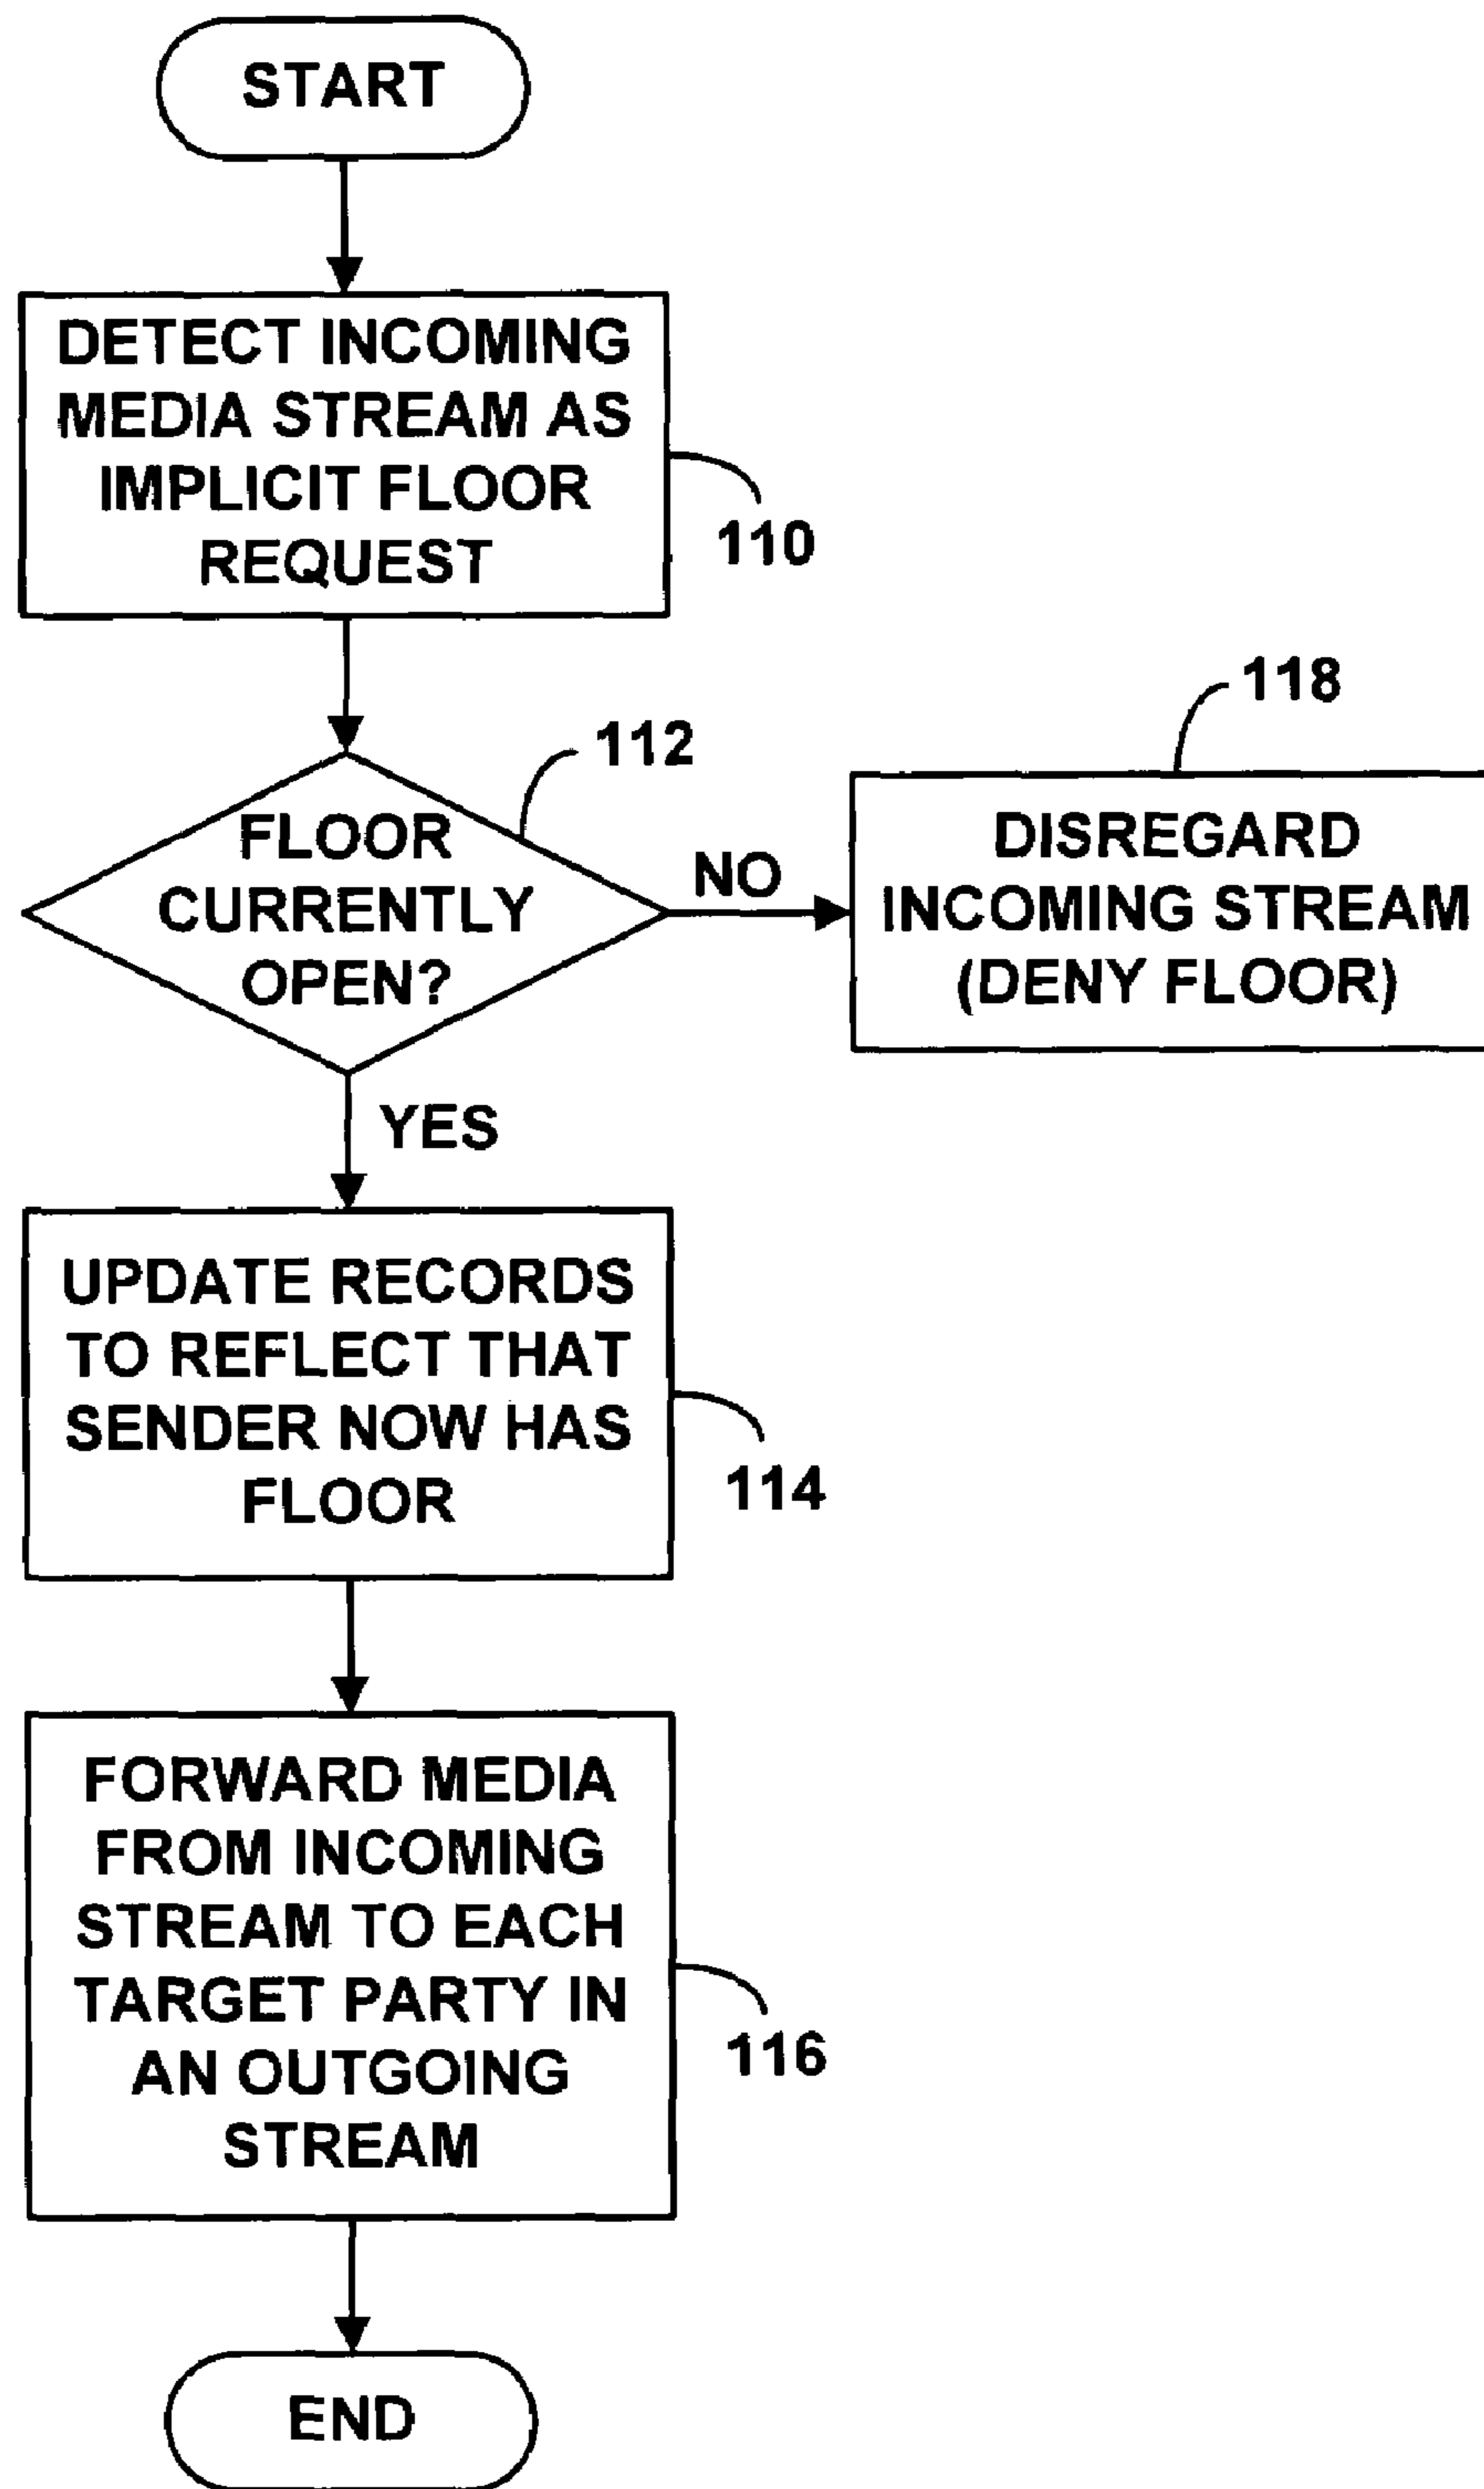 START
DETECT INCOMING
MEDIA STREAM AS
IMPLICIT FLOOR
REQUEST
110
118
112
FLOOR
CURRENTLY
OPEN?
NO
DISREGARD
INCOMING STREAM
(DENY FLOOR)
YES
UPDATE RECORDS
TO REFLECT THAT
SENDER NOW HAS
FLOOR
114
FORWARD MEDIA
FROM INCOMING
STREAM TO EACH
TARGET PARTY IN
AN OUTGOING
STREAM
116
END